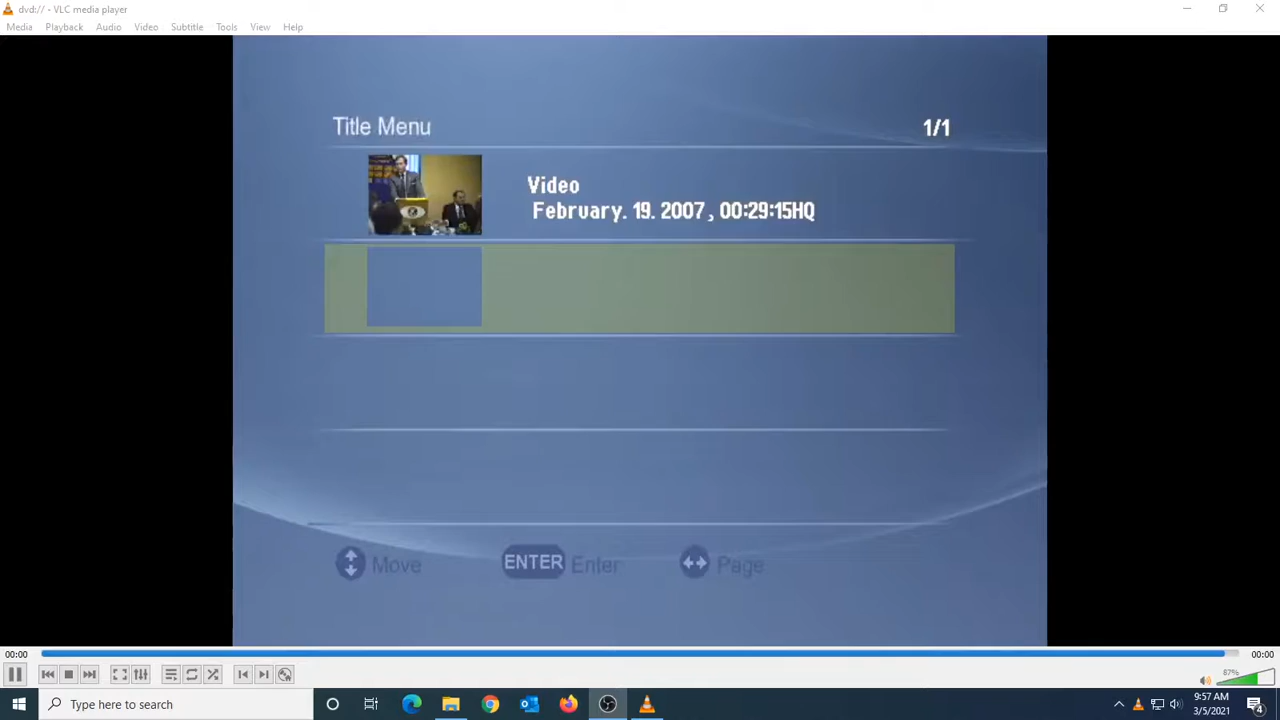 dvd:// - VLC media player
Media Playback Audio Video Subtitle Tools View Help
Title Menu 1/1
Video
February. 19. 2007, 00:29:15HQ
Move ENTER Enter Page
00:00 00:00
87%
Type here to search
9:57 AM
3/5/2021
4